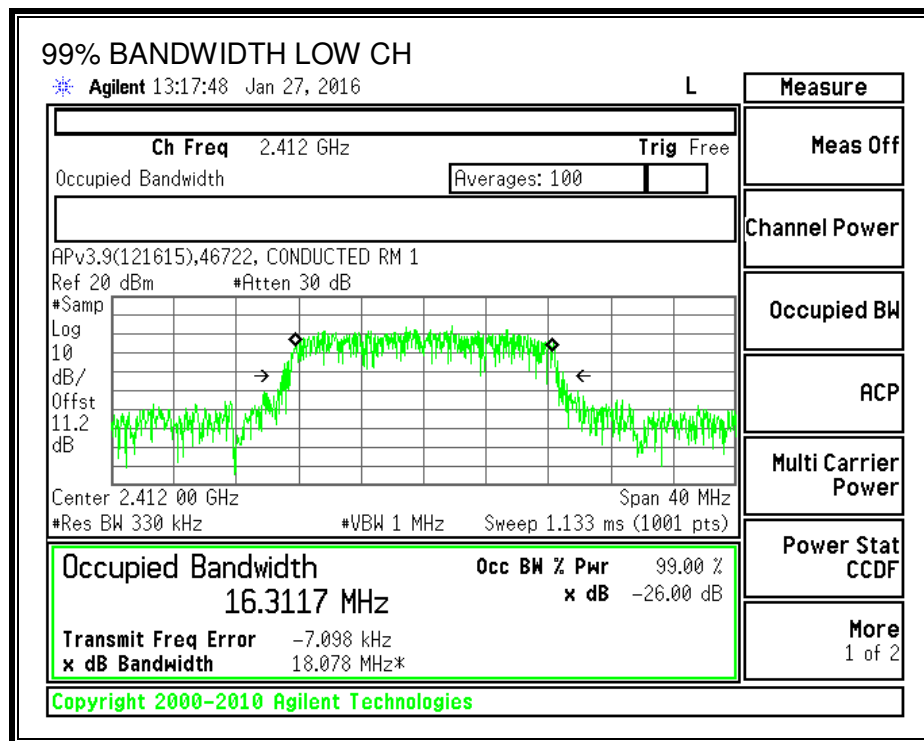 99% BANDWIDTH LOW CH
Agilent 13:17:48 Jan 27, 2016 L
Measure
Ch Freq 2.412 GHz Trig Free
Meas Off
Occupied Bandwidth Averages: 100
Channel Power
APv3.9(121615),46722, CONDUCTED RM 1
Ref 20 dBm #Atten 30 dB
#Samp
Log
10
dB/
Offst
11.2
dB
Occupied BW
ACP
Multi Carrier
Power
Center 2.412 00 GHz Span 40 MHz
#Res BW 330 kHz #VBW 1 MHz Sweep 1.133 ms (1001 pts)
Power Stat
CCDF
Occupied Bandwidth Occ BW % Pwr 99.00 %
16.3117 MHz x dB -26.00 dB
Transmit Freq Error -7.098 kHz
x dB Bandwidth 18.078 MHz*
More
1 of 2
Copyright 2000-2010 Agilent Technologies